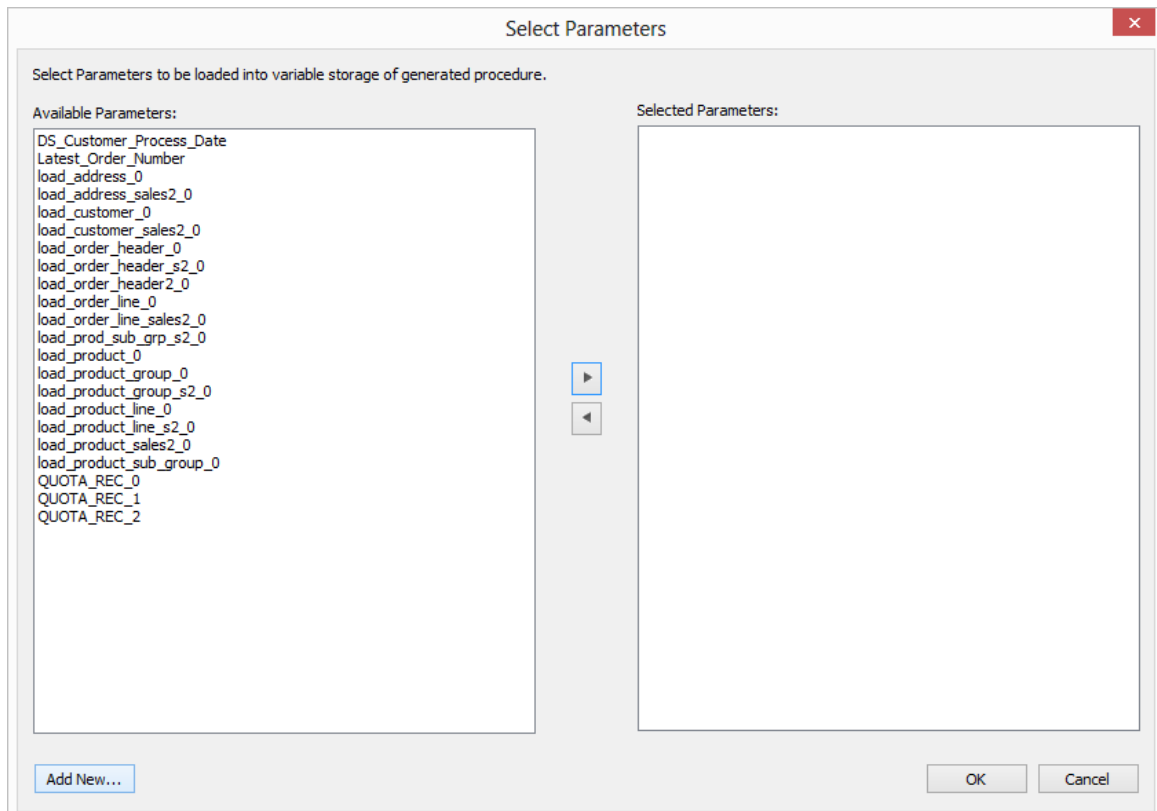 Select Parameters
Select Parameters to be loaded into variable storage of generated procedure.
Available Parameters:
DS_Customer_Process_Date
Latest_Order_Number
load_address_0
load_address_sales2_0
load_customer_0
load_customer_sales2_0
load_order_header_0
load_order_header_s2_0
load_order_header2_0
load_order_line_0
load_order_line_sales2_0
load_prod_sub_grp_s2_0
load_product_0
load_product_group_0
load_product_group_s2_0
load_product_line_0
load_product_line_s2_0
load_product_sales2_0
load_product_sub_group_0
QUOTA_REC_0
QUOTA_REC_1
QUOTA_REC_2
Selected Parameters:
Add New...
OK
Cancel